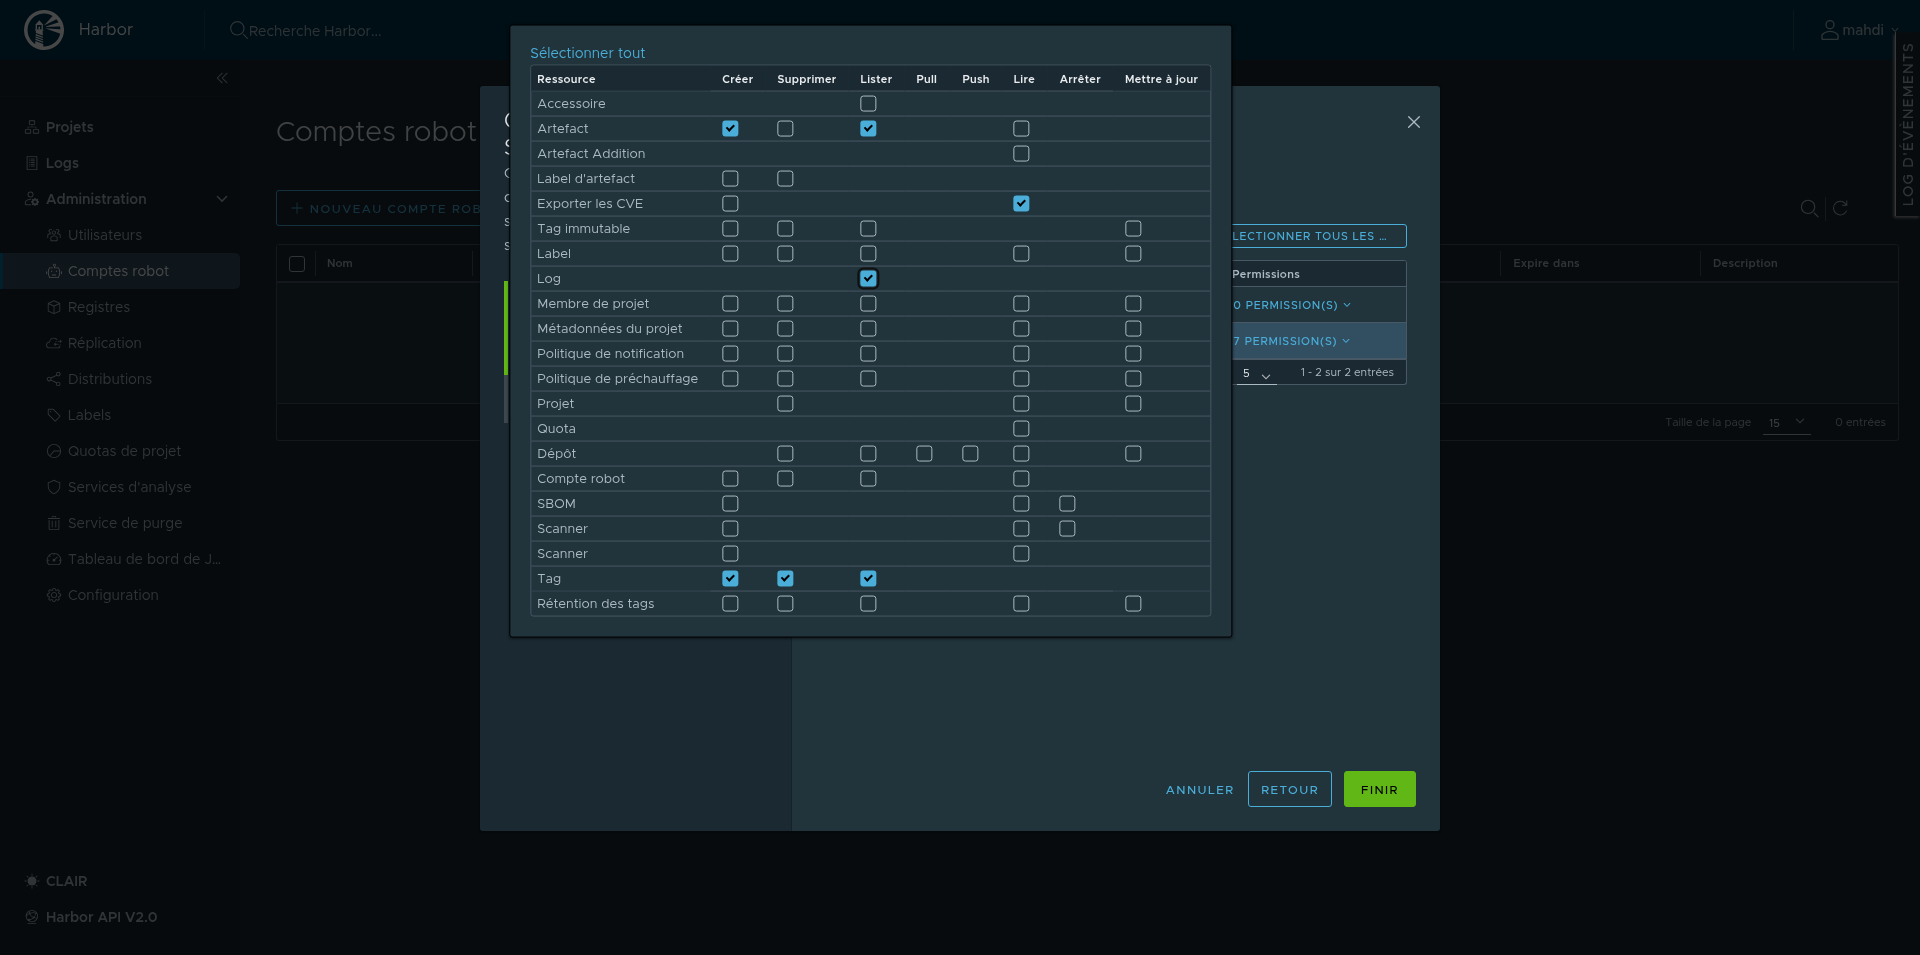 Harbor
Recherche Harbor...
mahdi
LOG D'ÉVÉNEMENTS
Projets
Logs
Administration
Utilisateurs
Comptes robot
Registres
Réplication
Distributions
Labels
Quotas de projet
Services d'analyse
Service de purge
Tableau de bord de J...
Configuration
CLAIR
Harbor API V2.0
Comptes robot
NOUVEAU COMPTE ROB
Nom
Expire dans
Description
Taille de la page 15 0 entrées
Sélectionner tout
Ressource Créer Supprimer Lister Pull Push Lire Arrêter Mettre à jour
Accessoire
Artefact
Artefact Addition
Label d'artefact
Exporter les CVE
Tag immutable
Label
Log
Membre de projet
Métadonnées du projet
Politique de notification
Politique de préchauffage
Projet
Quota
Dépôt
Compte robot
SBOM
Scanner
Scanner
Tag
Rétention des tags
LECTIONNER TOUS LES ...
Permissions
0 PERMISSION(S)
7 PERMISSION(S)
5 1 - 2 sur 2 entrées
ANNULER RETOUR FINIR